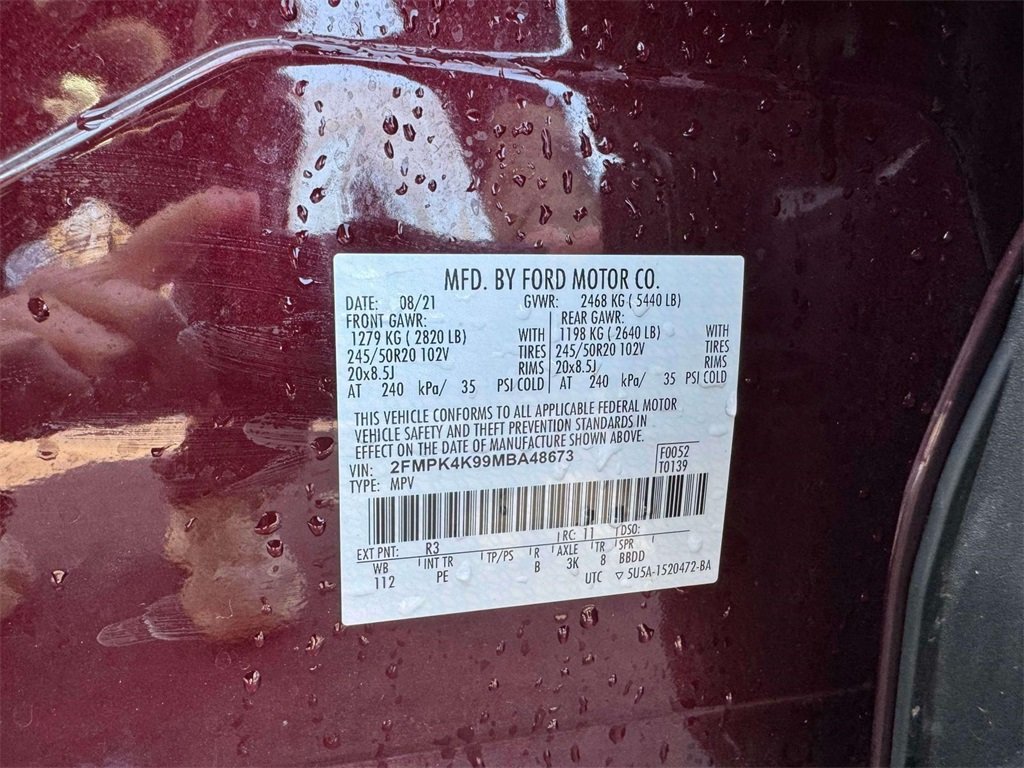 MFD. BY FORD MOTOR CO.
DATE: 08/21 GVWR: 2468 KG ( 5440 LB)
FRONT GAWR: REAR GAWR:
1279 KG ( 2820 LB) WITH 1198 KG ( 2640 LB) WITH
245/50R20 102V TIRES 245/50R20 102V TIRES
20x8.5J RIMS 20x8.5J RIMS
AT 240 kPa/ 35 PSI COLD AT 240 kPa/ 35 PSI COLD
THIS VEHICLE CONFORMS TO ALL APPLICABLE FEDERAL MOTOR
VEHICLE SAFETY AND THEFT PREVENTION STANDARDS IN
EFFECT ON THE DATE OF MANUFACTURE SHOWN ABOVE.
VIN: 2FMPK4K99MBA48673 F0052
TYPE: MPV T0139
EXT PNT: R3 RC: 11 DSO:
WB INT TR TP/PS R AXLE TR SPR
112 PE B 3K 8 BBDD
UTC ▽ 5U5A-1520472-BA